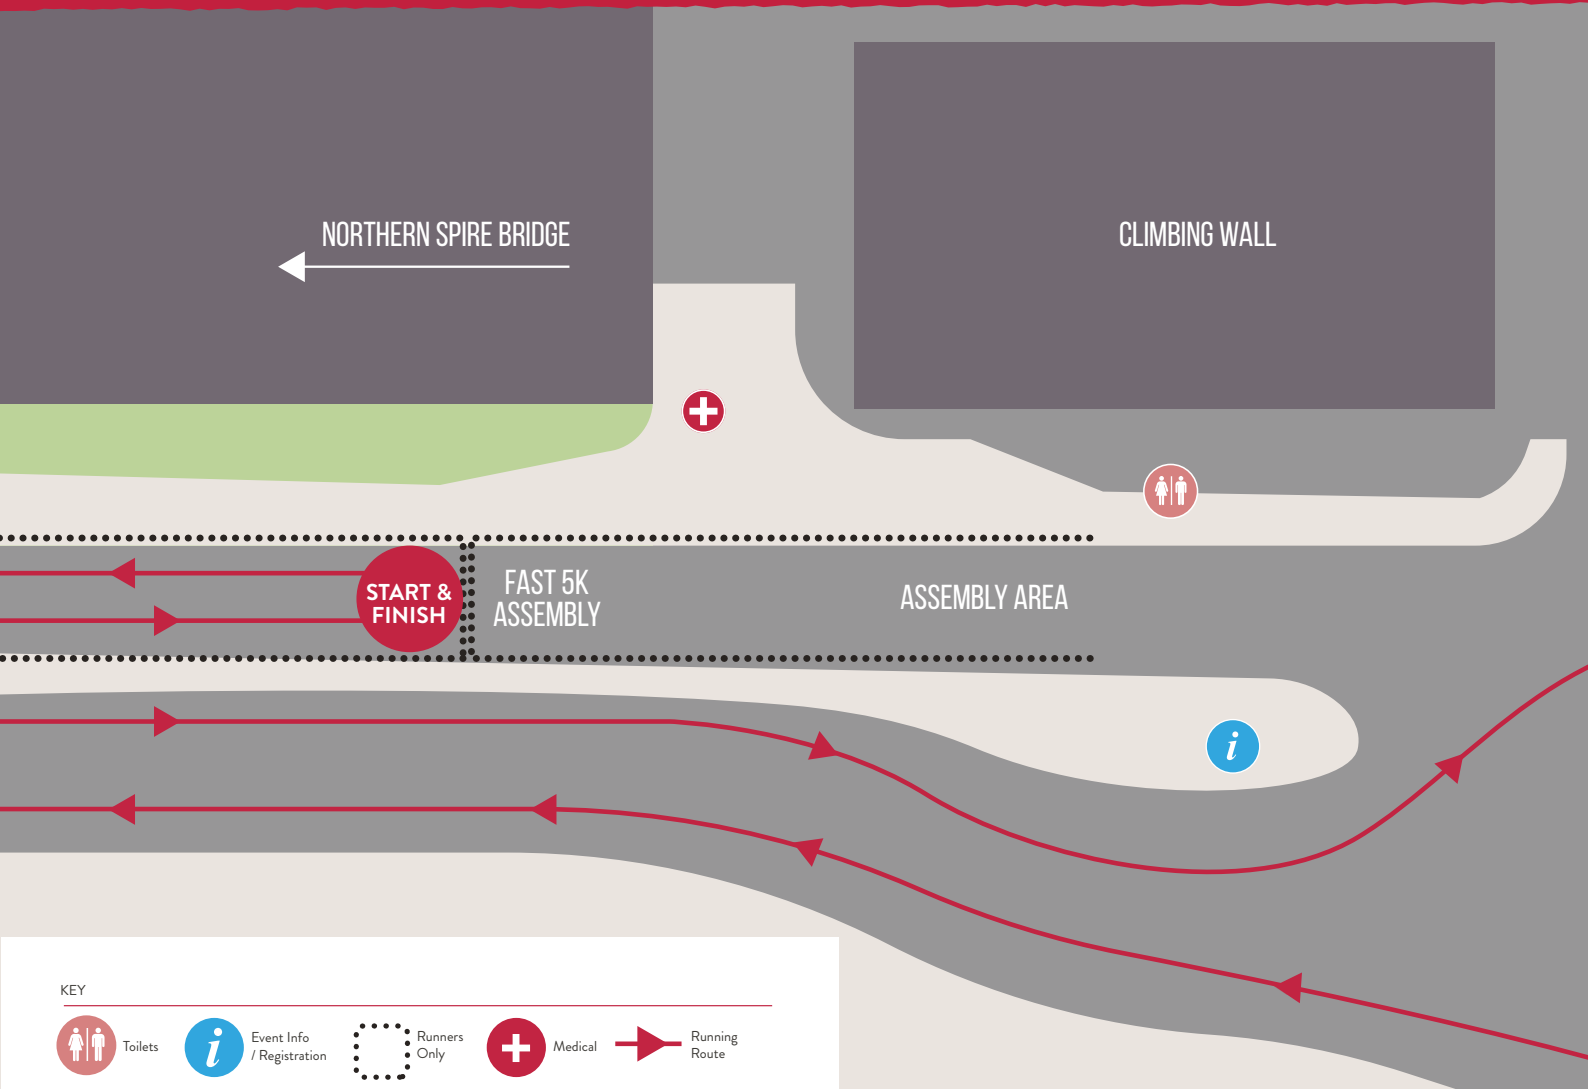 NORTHERN SPIRE BRIDGE
CLIMBING WALL
START &
FINISH
FAST 5K
ASSEMBLY
ASSEMBLY AREA
i
KEY
Toilets
i
Event Info
/ Registration
Runners
Only
Medical
Running
Route